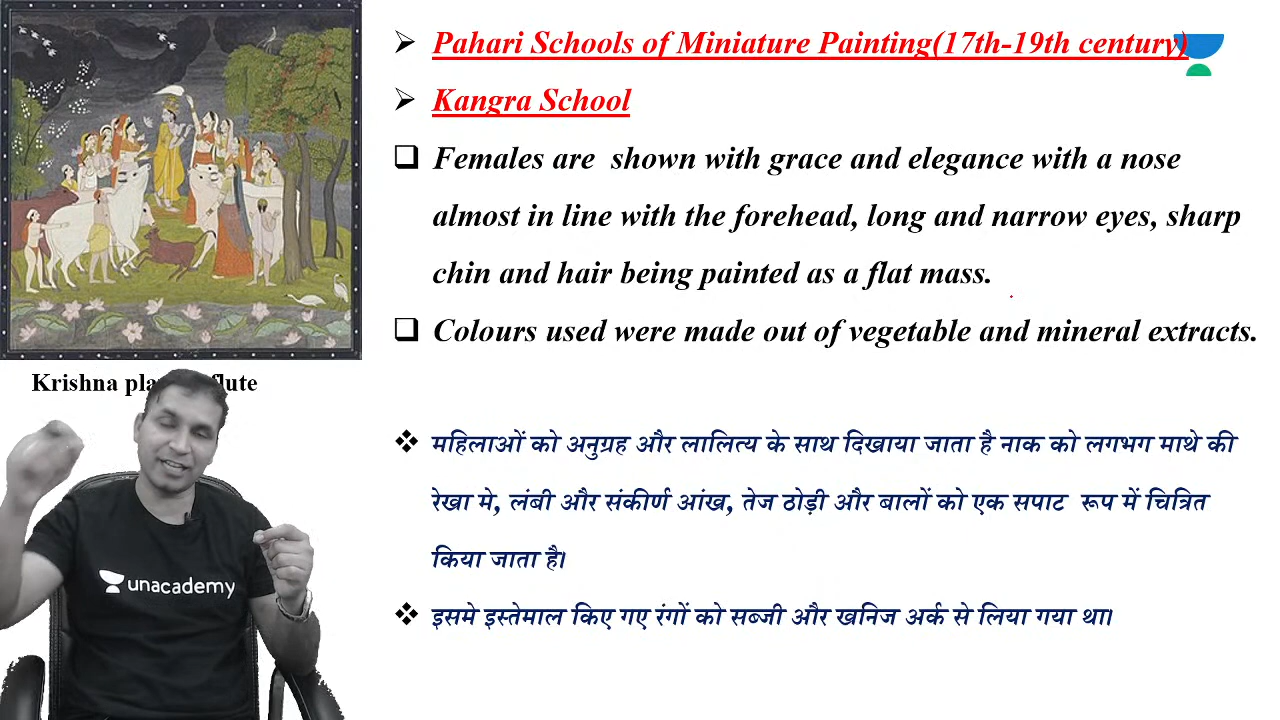 Pahari Schools of Miniature Painting(17th-19th century)
Kangra School
Females are shown with grace and elegance with a nose
almost in line with the forehead, long and narrow eyes, sharp
chin and hair being painted as a flat mass.
Colours used were made out of vegetable and mineral extracts.
Krishna flute
महिलाओं को अनुग्रह और लालित्य के साथ दिखाया जाता है नाक को लगभग माथे की
रेखा मे, लंबी और संकीर्ण आंख, तेज ठोड़ी और बालों को एक सपाट रूप में चित्रित
किया जाता है।
इसमे इस्तेमाल किए गए रंगों को सब्जी और खनिज अर्क से लिया गया था।
unacademy